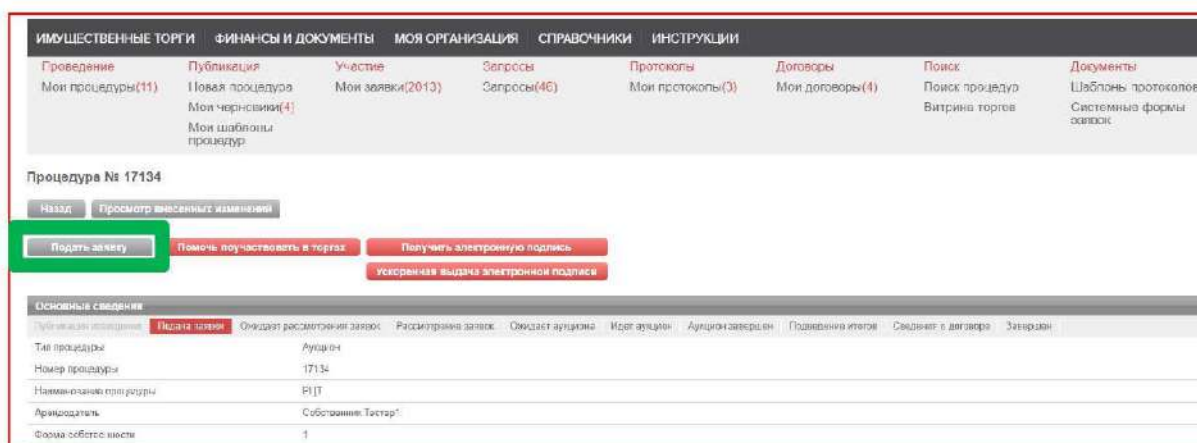 ИМУЩЕСТВЕННЫЕ ТОРГИ ФИНАНСЫ И ДОКУМЕНТЫ МОЯ ОРГАНИЗАЦИЯ СПРАВОЧНИКИ ИНСТРУКЦИИ
Проведение Публикация Участие Запросы Протоколы Договоры Поиск Документы
Мои процедуры(11) Новая процедура Мои заявки(2013) Запросы(46) Мои протоколы(3) Мои договоры(4) Поиск процедур Шаблоны протоколов
Мои черновики(4) Витрина торгов Системные формы
Мои шаблоны заявок
процедур
Процедура № 17134
Назад Просмотр внесенных изменений
Подать заявку Помочь поучаствовать в торгах Получить электронную подпись
Ускоренная выдача электронной подписи
Основные сведения
Публикация извещения Подача заявок Ожидает рассмотрения заявок Рассмотрение заявок Ожидает аукциона Идет аукцион Аукцион завершен Подведение итогов Сведения о договоре Завершен
Тип процедуры Аукцион
Номер процедуры 17134
Наименование процедуры
Арендодатель Собственник Тестер"
Форма собственности 1